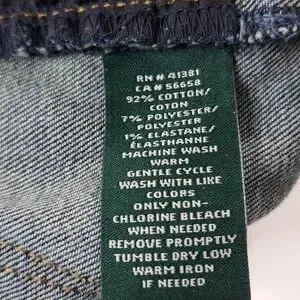 RN # 41381
CA # 56658
92% COTTON/
COTON
7% POLYESTER/
POLYESTER
1% ELASTANE/
ÉLASTHANNE
MACHINE WASH
WARM
GENTLE CYCLE
WASH WITH LIKE
COLORS
ONLY NON-
CHLORINE BLEACH
WHEN NEEDED
REMOVE PROMPTLY
TUMBLE DRY LOW
WARM IRON
IF NEEDED